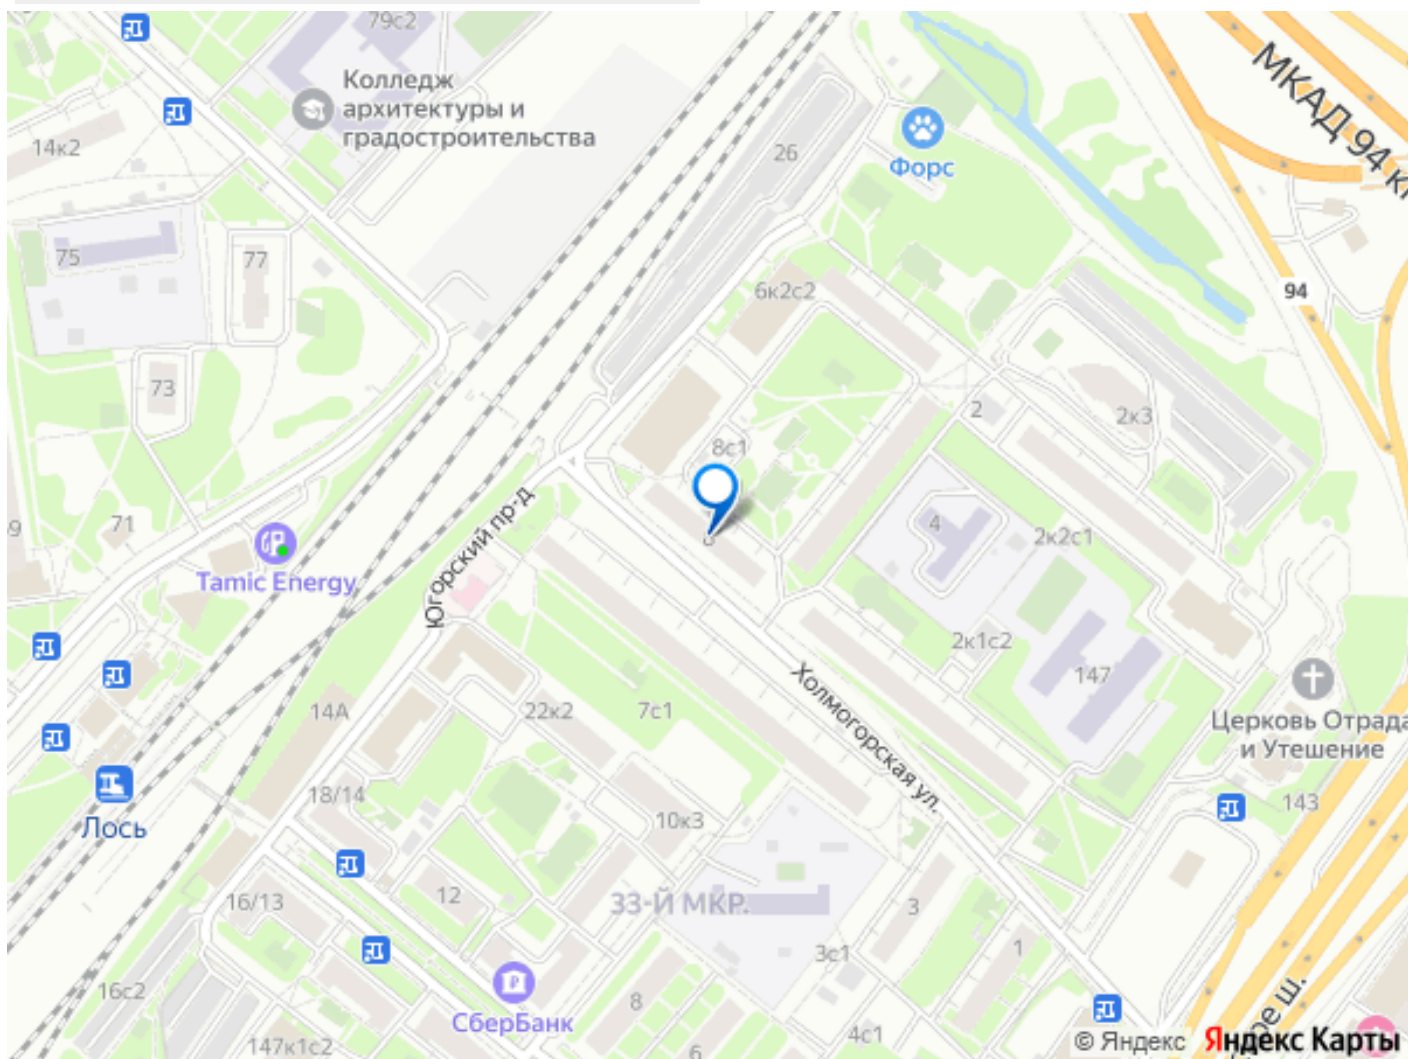 79с2
Колледж
архитектуры и
градостроительства
МКАД 94 км
14к2
26
Форс
75
77
94
6к2с2
73
2
2к3
8с1
71
4
2к2с1
Югорский пр-д
Tamic Energy
2к1с2
147
Холмогорская ул.
Церковь Отрада
и Утешение
14А
22к2
7с1
18/14
143
Лось
10к3
12
16/13
33-Й МКР.
3
3с1
1
16с2
СберБанк
8
4с1
147к1с2
6
ое ш.
© Яндекс
Яндекс Карты